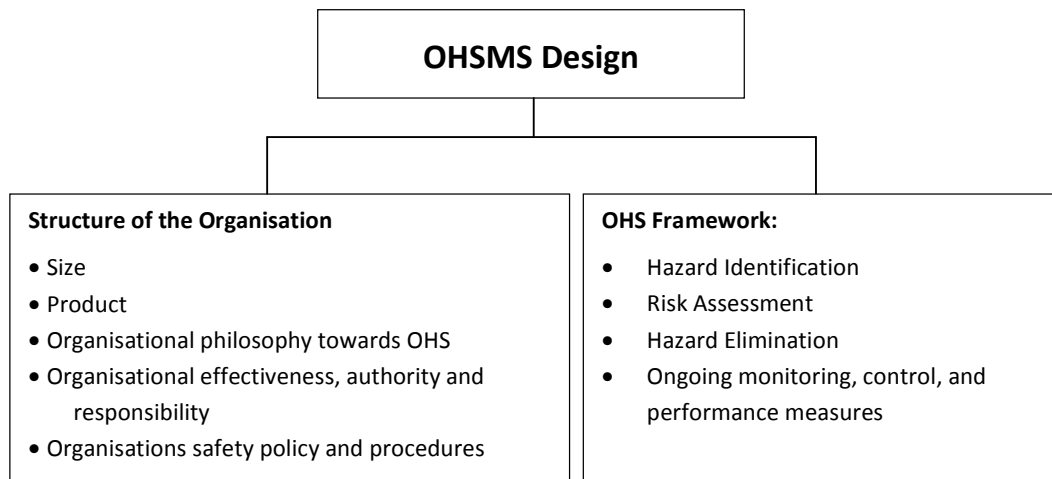 OHSMS Design
Structure of the Organisation
• Size
• Product
• Organisational philosophy towards OHS
• Organisational effectiveness, authority and
responsibility
• Organisations safety policy and procedures
OHS Framework:
• Hazard Identification
• Risk Assessment
• Hazard Elimination
• Ongoing monitoring, control, and
performance measures